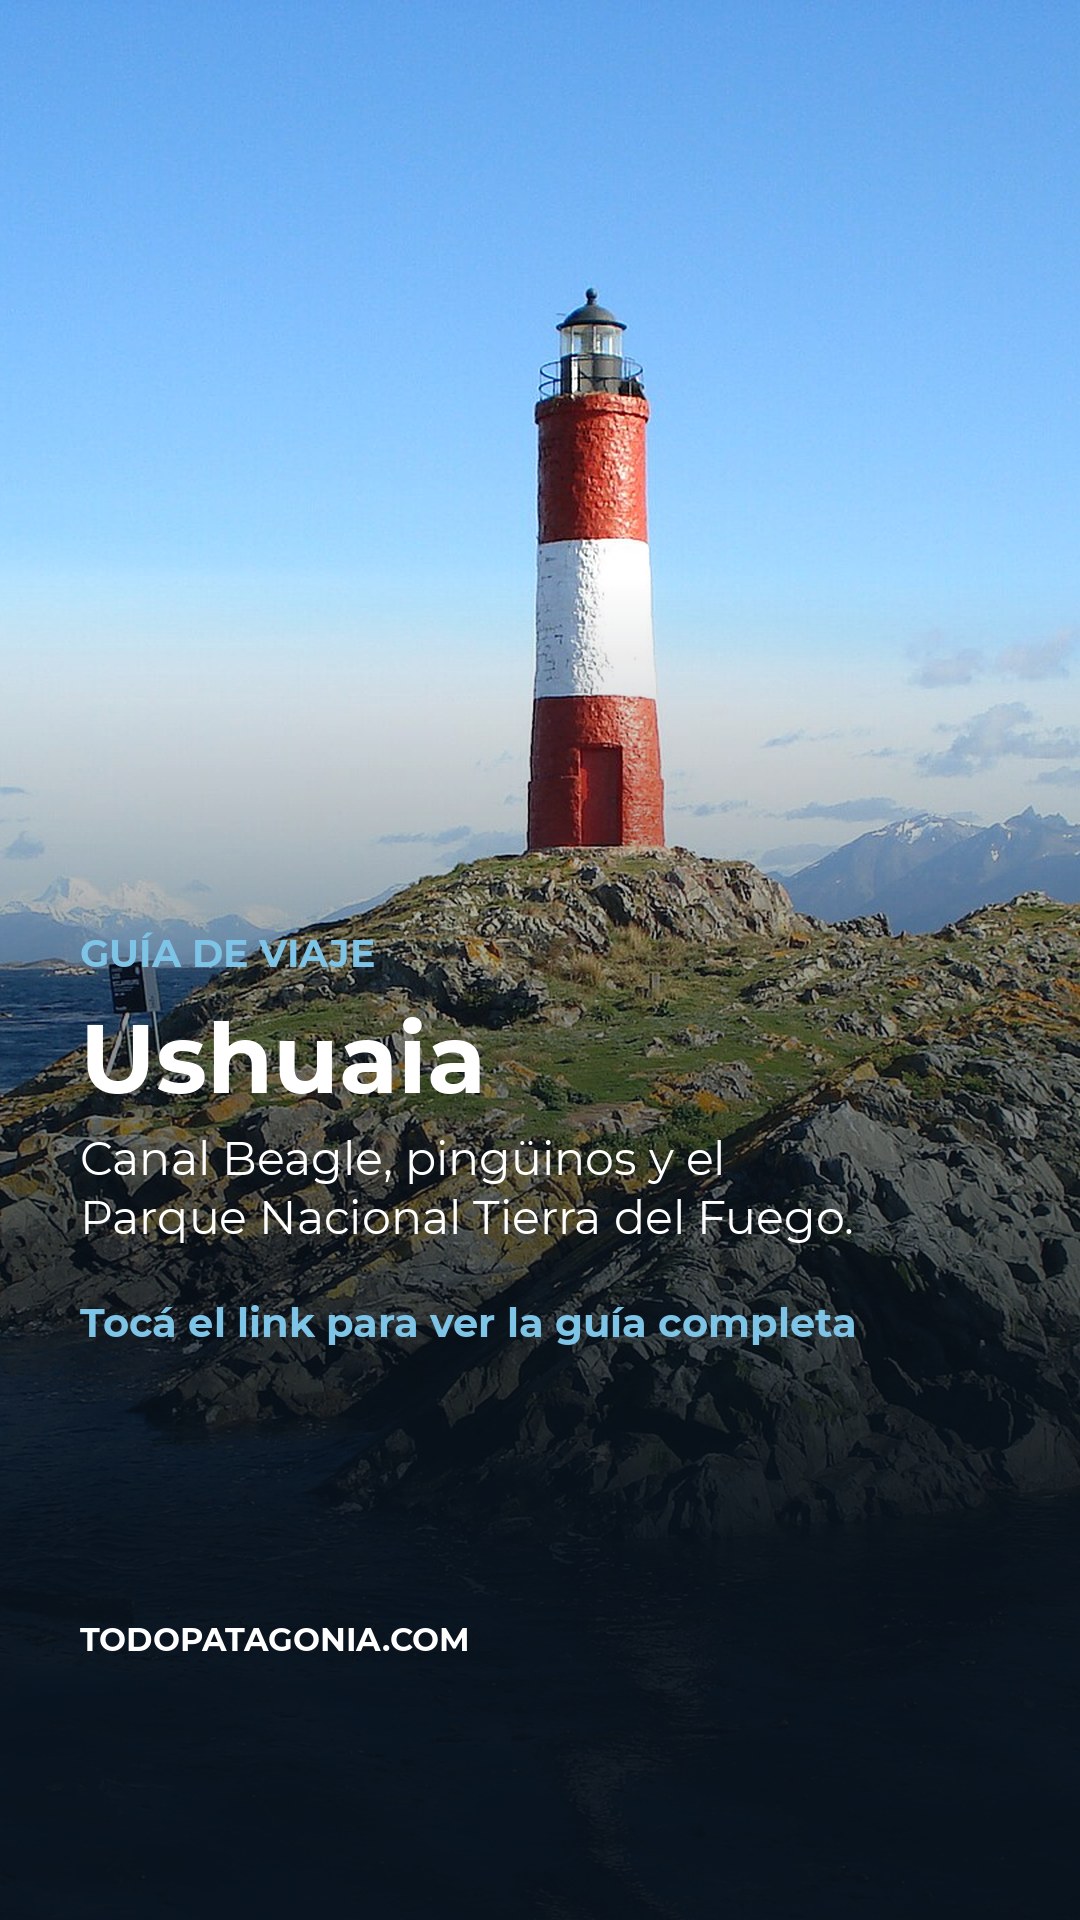 GUÍA DE VIAJE
Ushuaia
Canal Beagle, pingüinos y el
Parque Nacional Tierra del Fuego.
Tocá el link para ver la guía completa
TODOPATAGONIA.COM